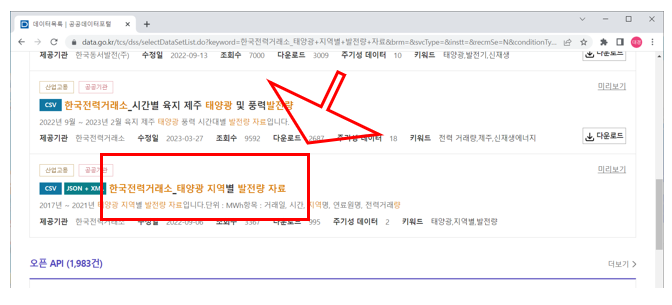 데이터목록 | 공공데이터포털
data.go.kr/tcs/dss/selectDataSetList.do?keyword=한국전력거래소_태양광+지역별+발전량+자료&brm=&svcType=&instt=&recmSe=N&conditionTy...
제공기관 한국동서발전(주) 수정일 2022-09-13 조회수 7000 다운로드 3009 주기성 데이터 10 키워드 태양광,발전기,신재생 다운로드
산업고용 공공기관 미리보기
CSV 한국전력거래소_시간별 육지 제주 태양광 및 풍력발전량
2022년 9월 ~ 2023년 2월 육지 제주 태양광 풍력 시간대별 발전량 자료입니다.
제공기관 한국전력거래소 수정일 2023-03-27 조회수 9592 다운로드 2687 주기성 데이터 18 키워드 전력 거래량,제주,신재생에너지 다운로드
산업고용 공공기관 미리보기
CSV JSON + XML 한국전력거래소_태양광 지역별 발전량 자료
2017년 ~ 2021년 태양광 지역별 발전량 자료입니다.단위 : MWh항목 : 거래일, 시간, 지역명, 연료원명, 전력거래량
제공기관 한국전력거래소 수정일 2022-09-06 조회수 다운로드 995 주기성 데이터 2 키워드 태양광,지역별,발전량
오픈 API (1,983건) 더보기